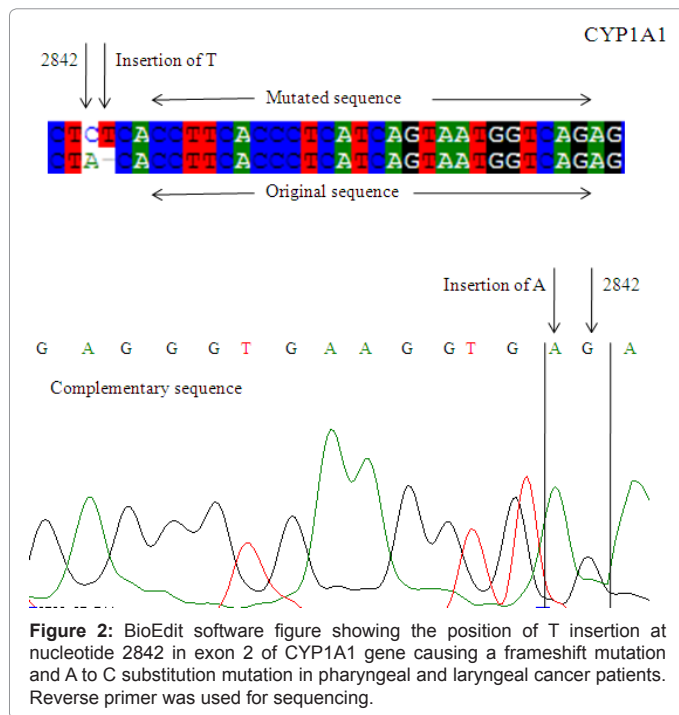 CYP1A1
2842 Insertion of T
Mutated sequence
CTCTCACCTTCACCCTCATCAGTAATGGTCAGAG
CTA-CACCTTCACCCTCATCAGTAATGGTCAGAG
Original sequence
Insertion of A 2842
G A G G G T G A A G G T G A G A
Complementary sequence
Figure 2: BioEdit software figure showing the position of T insertion at
nucleotide 2842 in exon 2 of CYP1A1 gene causing a frameshift mutation
and A to C substitution mutation in pharyngeal and laryngeal cancer patients.
Reverse primer was used for sequencing.